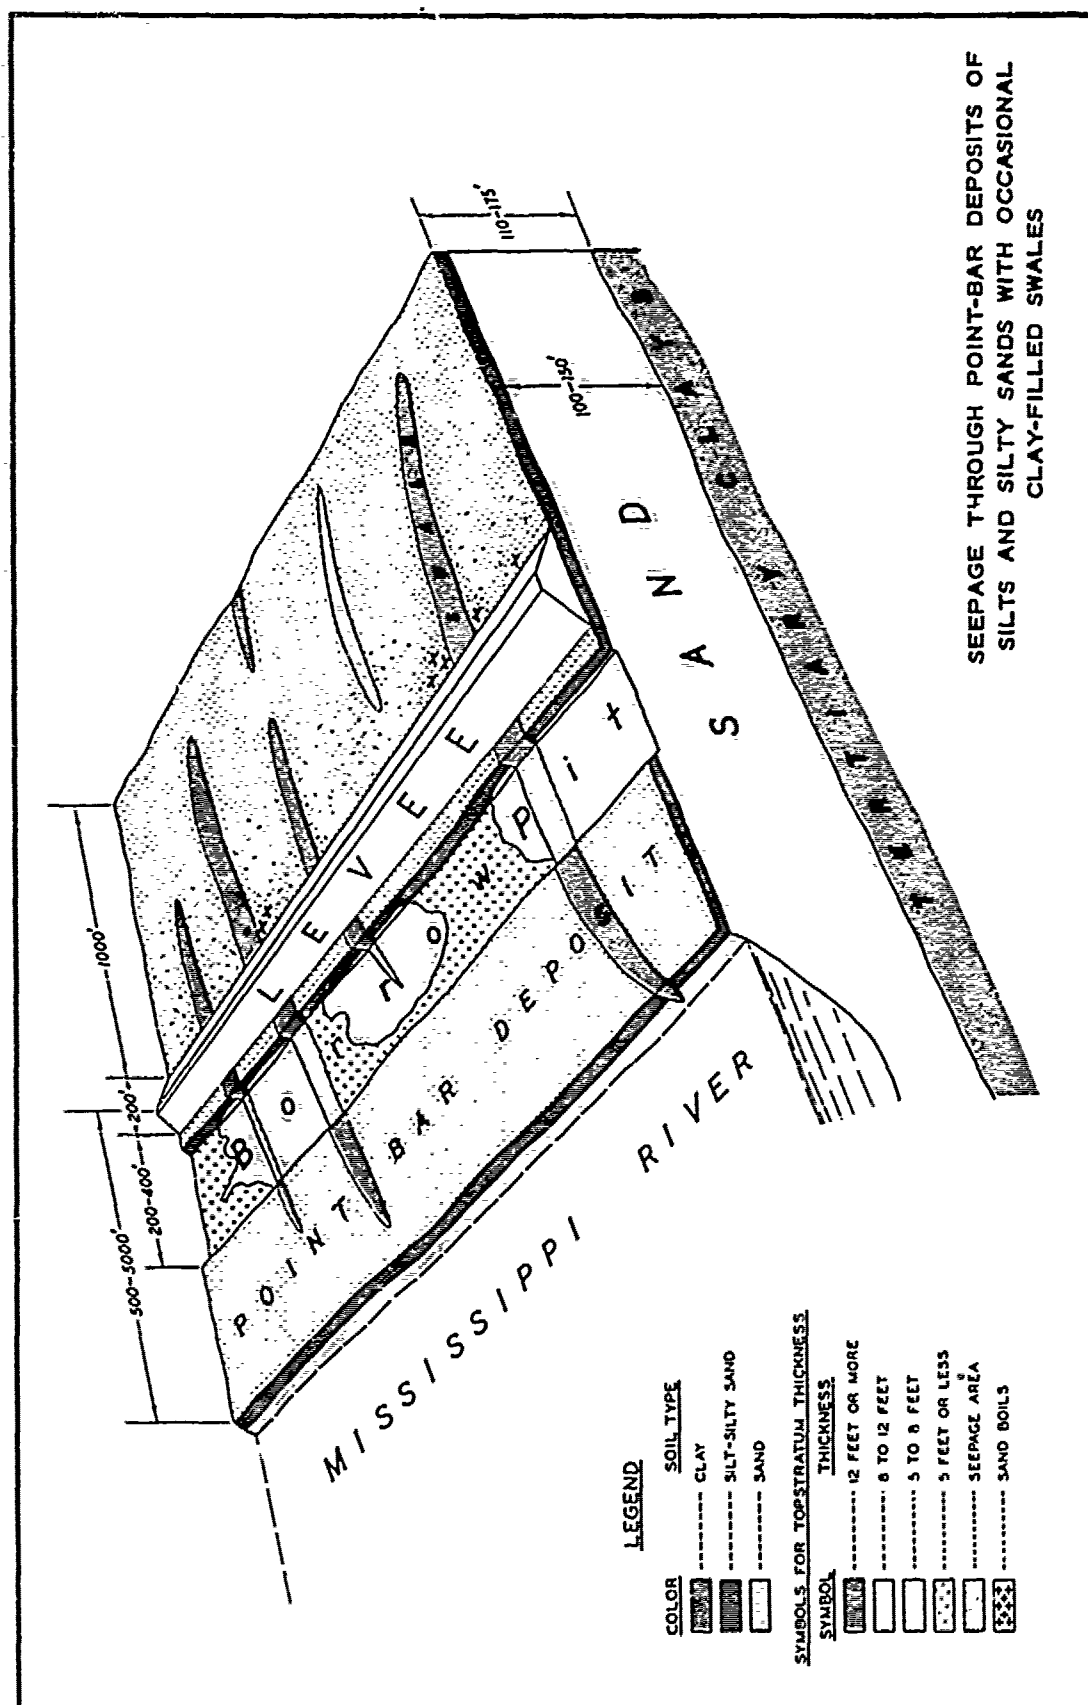 110-175'
100-150'
1000'
200'
200-400'
500-5000'
SWALE
LEVEE
Borrow Pit
POINT BAR DEPOSIT
MISSISSIPPI RIVER
SAND
TERTIARY CLAYS
LEGEND
COLOR SOIL TYPE
CLAY
SILT-SILTY SAND
SAND
SYMBOLS FOR TOPSTRATUM THICKNESS
SYMBOL THICKNESS
12 FEET OR MORE
8 TO 12 FEET
5 TO 8 FEET
5 FEET OR LESS
SEEPAGE AREA
SAND BOILS
SEEPAGE THROUGH POINT-BAR DEPOSITS OF
SILTS AND SILTY SANDS WITH OCCASIONAL
CLAY-FILLED SWALES